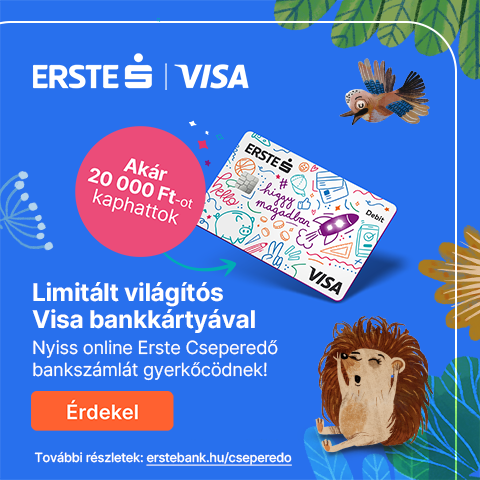 ERSTE | VISA
Akár
20 000 Ft-ot
kaphattok
ERSTE
hello!
#
higgy
magadban
Debit
VISA
Limitált világítós
Visa bankkártyával
Nyiss online Erste Cseperedő
bankszámlát gyerkőcödnek!
Érdekel
További részletek: erstebank.hu/cseperedo